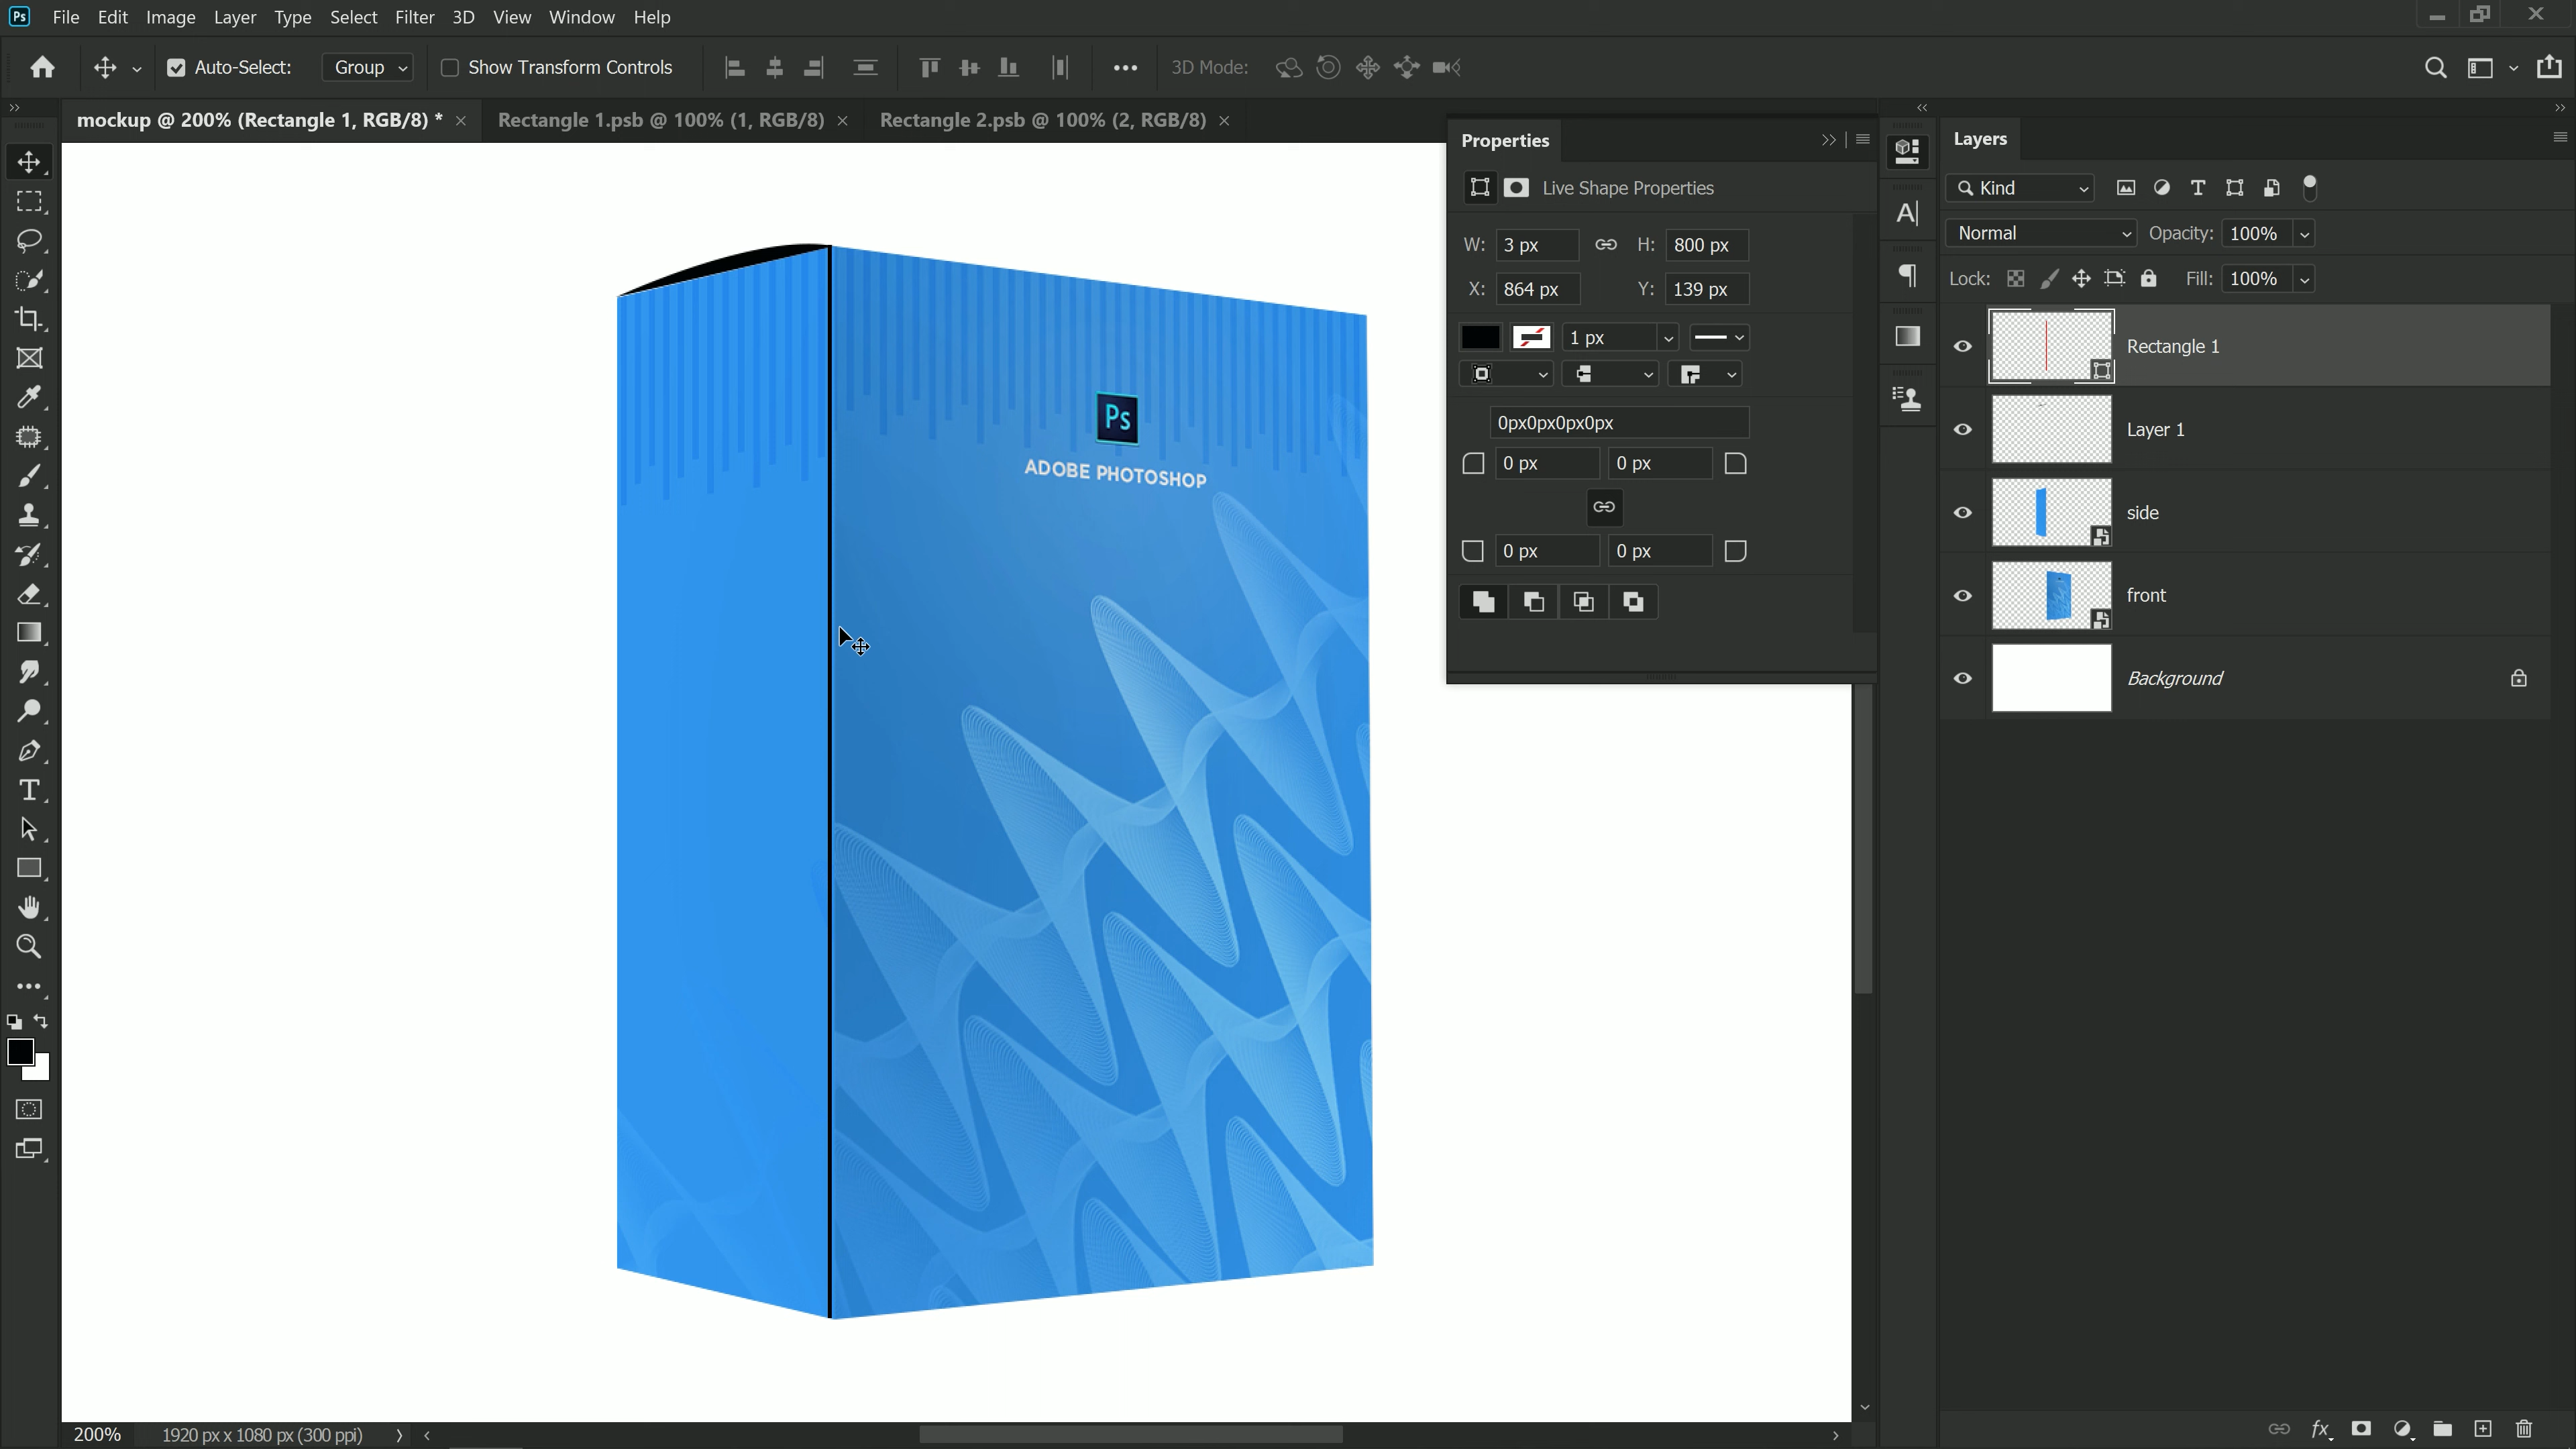 Ps File Edit Image Layer Type Select Filter 3D View Window Help
Auto-Select: Group Show Transform Controls 3D Mode:
mockup @ 200% (Rectangle 1, RGB/8) * Rectangle 1.psb @ 100% (1, RGB/8) Rectangle 2.psb @ 100% (2, RGB/8)
Ps
ADOBE PHOTOSHOP
Properties
Live Shape Properties
W: 3 px H: 800 px
X: 864 px Y: 139 px
1 px
0px0px0px0px
0 px 0 px
0 px 0 px
Layers
Kind
Normal Opacity: 100%
Lock: Fill: 100%
Rectangle 1
Layer 1
side
front
Background
200% 1920 px x 1080 px (300 ppi)